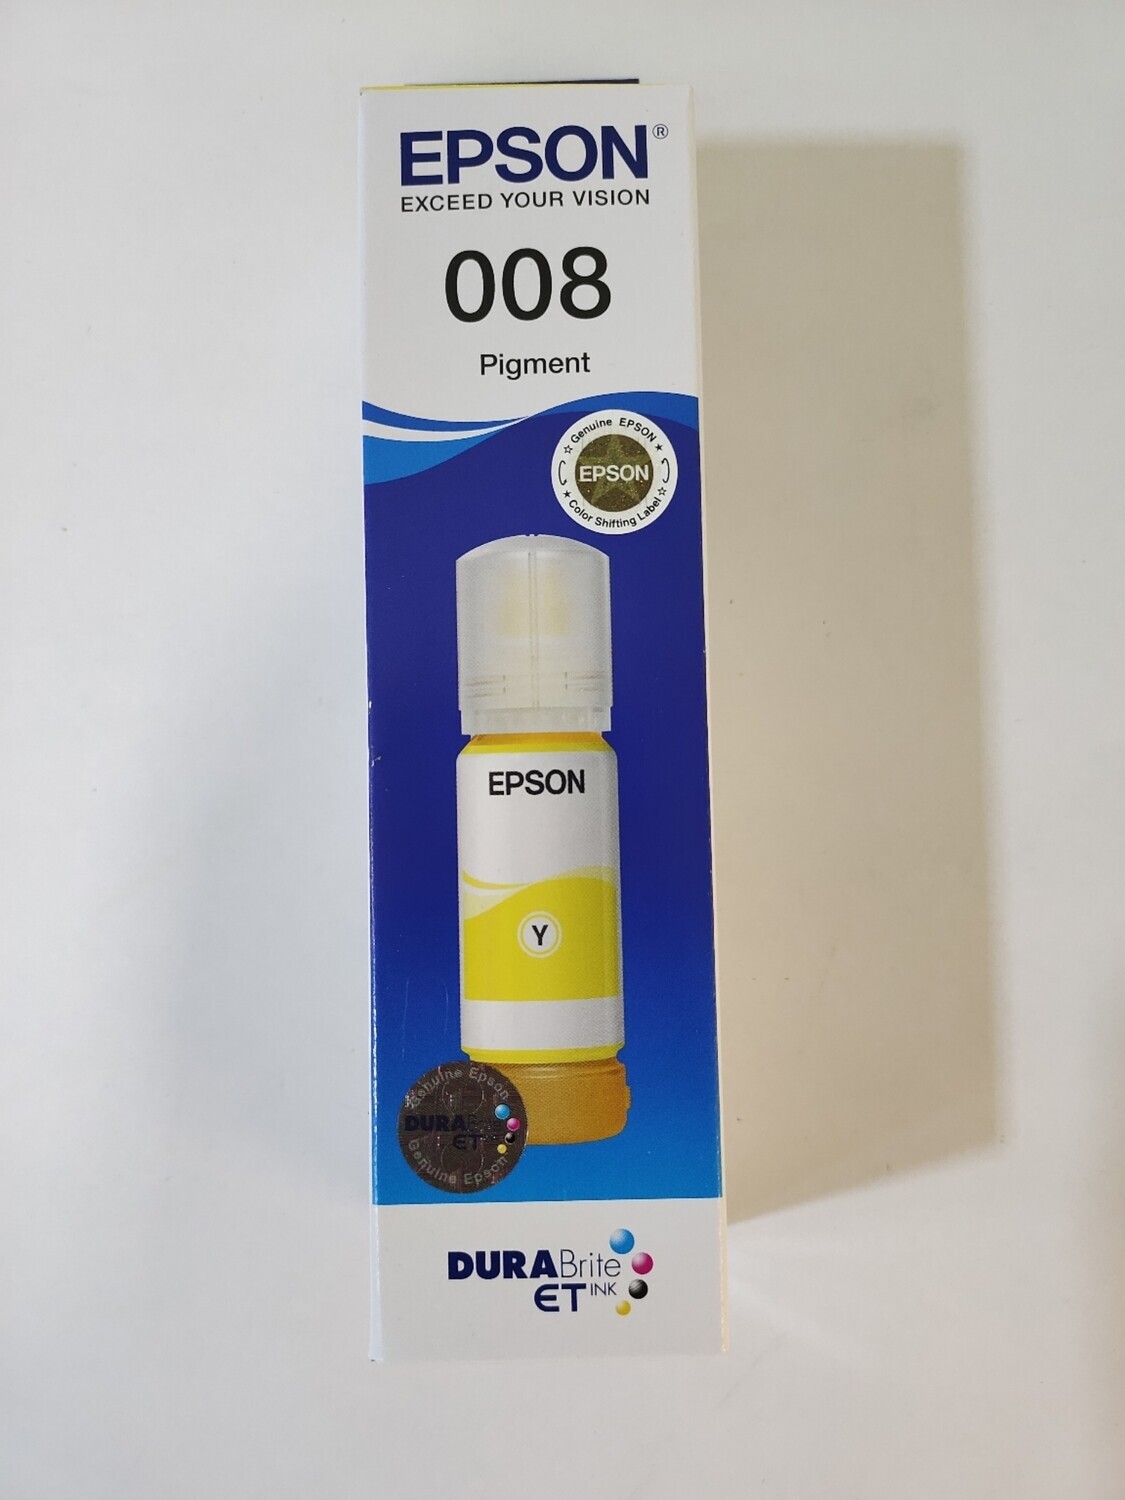 EPSON®
EXCEED YOUR VISION
008
Pigment
☆ Genuine EPSON ★
EPSON
★ Color Shifting Label ☆
EPSON
Y
Genuine Epson
DURABrite
ET
Genuine Epson
DURABrite
ET INK